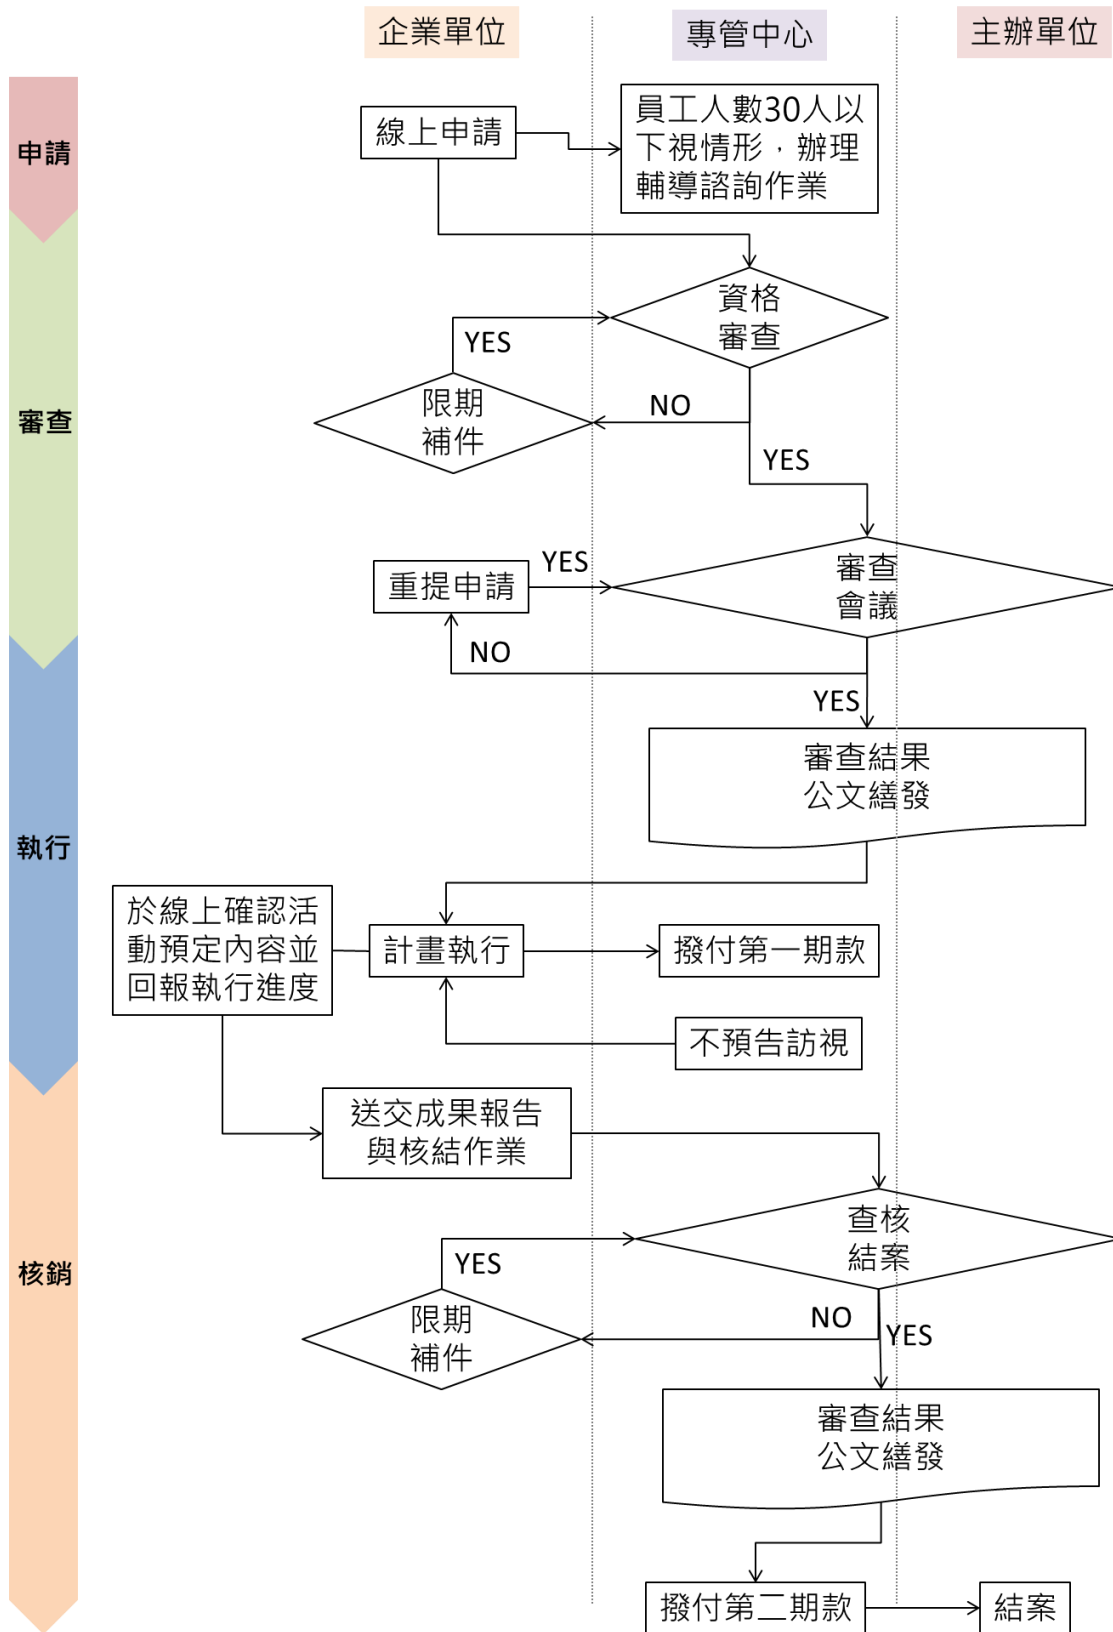 企業單位
專管中心
主辦單位
申請
線上申請
員工人數30人以
下視情形，辦理
輔導諮詢作業
資格
審查
YES
限期
補件
NO
審查
YES
審查
會議
YES
重提申請
NO
YES
審查結果
公文繕發
執行
於線上確認活
動預定內容並
回報執行進度
計畫執行
撥付第一期款
不預告訪視
送交成果報告
與核結作業
查核
結案
YES
核銷
限期
補件
NO
YES
審查結果
公文繕發
撥付第二期款
結案